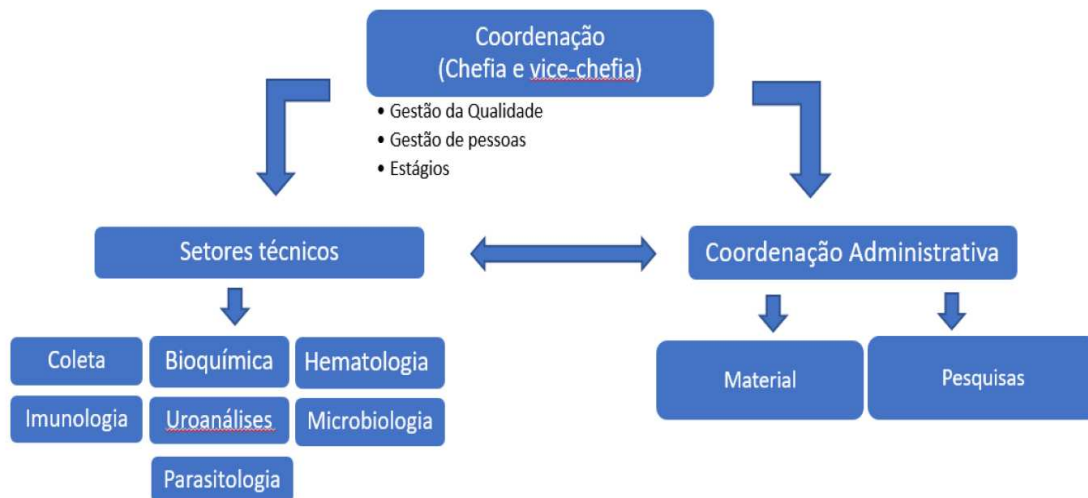 Coordenação
(Chefia e vice-chefia)
• Gestão da Qualidade
• Gestão de pessoas
• Estágios
Setores técnicos
Coordenação Administrativa
Coleta
Bioquímica
Hematologia
Imunologia
Uroanálises
Microbiologia
Parasitologia
Material
Pesquisas